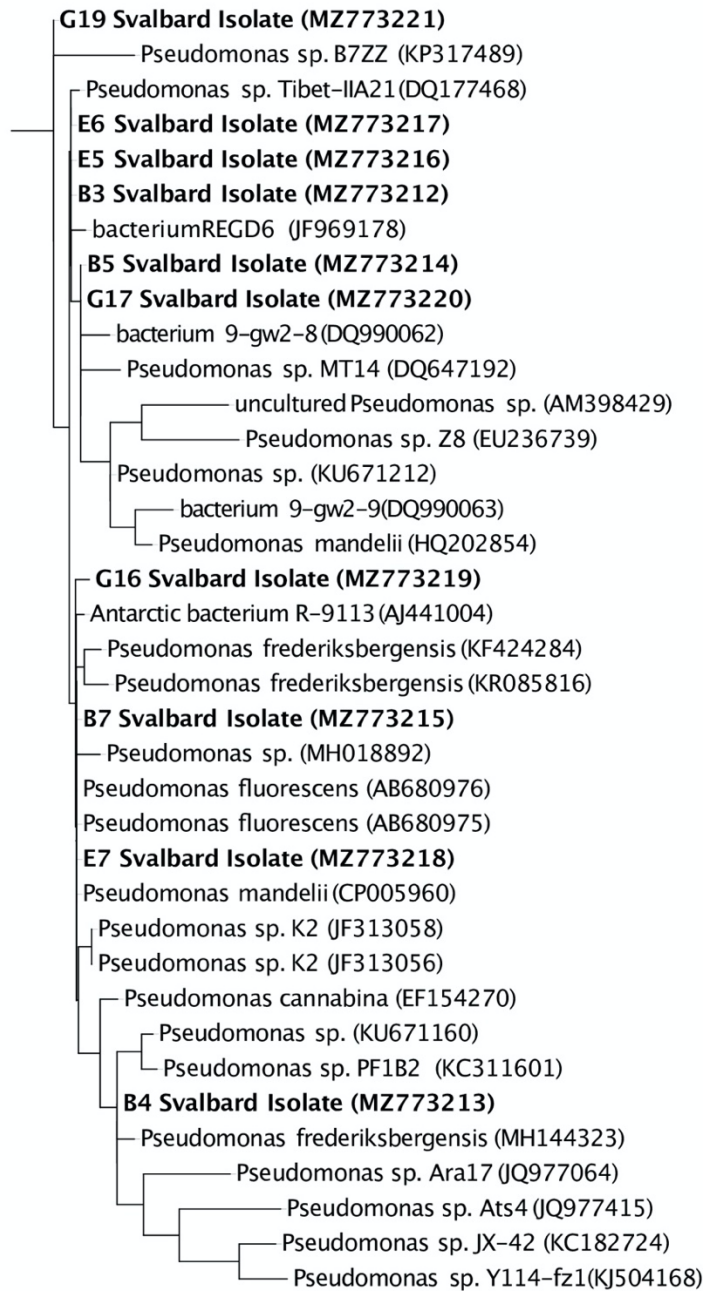 G19 Svalbard Isolate (MZ773221)
Pseudomonas sp. B7ZZ (KP317489)
Pseudomonas sp. Tibet-IIA21(DQ177468)
E6 Svalbard Isolate (MZ773217)
E5 Svalbard Isolate (MZ773216)
B3 Svalbard Isolate (MZ773212)
bacteriumREGD6 (JF969178)
B5 Svalbard Isolate (MZ773214)
G17 Svalbard Isolate (MZ773220)
bacterium 9-gw2-8(DQ990062)
Pseudomonas sp. MT14 (DQ647192)
uncultured Pseudomonas sp. (AM398429)
Pseudomonas sp. Z8 (EU236739)
Pseudomonas sp. (KU671212)
bacterium 9-gw2-9(DQ990063)
Pseudomonas mandelii (HQ202854)
G16 Svalbard Isolate (MZ773219)
Antarctic bacterium R-9113 (AJ441004)
Pseudomonas frederiksbergensis (KF424284)
Pseudomonas frederiksbergensis (KR085816)
B7 Svalbard Isolate (MZ773215)
Pseudomonas sp. (MH018892)
Pseudomonas fluorescens (AB680976)
Pseudomonas fluorescens (AB680975)
E7 Svalbard Isolate (MZ773218)
Pseudomonas mandelii (CP005960)
Pseudomonas sp. K2 (JF313058)
Pseudomonas sp. K2 (JF313056)
Pseudomonas cannabina (EF154270)
Pseudomonas sp. (KU671160)
Pseudomonas sp. PF1B2 (KC311601)
B4 Svalbard Isolate (MZ773213)
Pseudomonas frederiksbergensis (MH144323)
Pseudomonas sp. Ara17 (JQ977064)
Pseudomonas sp. Ats4 (JQ977415)
Pseudomonas sp. JX-42 (KC182724)
Pseudomonas sp. Y114-fz1(KJ504168)